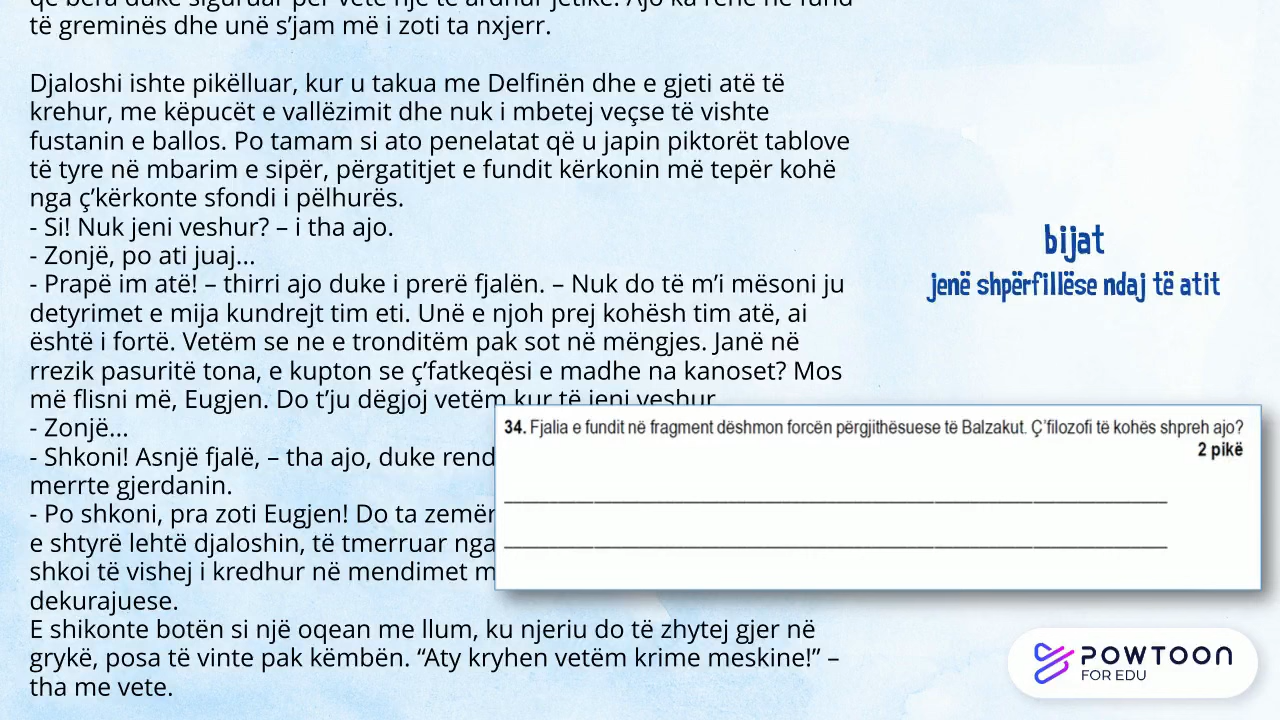 të greminës dhe unë s’jam më i zoti ta nxjerr.
Djaloshi ishte pikëlluar, kur u takua me Delfinën dhe e gjeti atë të
krehur, me këpucët e vallëzimit dhe nuk i mbetej veçse të vishte
fustanin e ballos. Po tamam si ato penelatat që u japin piktorët tablove
të tyre në mbarim e sipër, përgatitjet e fundit kërkonin më tepër kohë
nga ç’kërkonte sfondi i pëlhurës.
- Si! Nuk jeni veshur? – i tha ajo.
- Zonjë, po ati juaj...
- Prapë im atë! – thirri ajo duke i prerë fjalën. – Nuk do të m’i mësoni ju
detyrimet e mija kundrejt tim eti. Unë e njoh prej kohësh tim atë, ai
është i fortë. Vetëm se ne e tronditëm pak sot në mëngjes. Janë në
rrezik pasuritë tona, e kupton se ç’fatkeqësi e madhe na kanoset? Mos
më flisni më, Eugjen. Do t’ju dëgjoj vetëm kur të jeni veshur
- Zonjë...
- Shkoni! Asnjë fjalë, – tha ajo, duke rend
merrte gjerdanin.
- Po shkoni, pra zoti Eugjen! Do ta zemër
e shtyrë lehtë djaloshin, të tmerruar nga
shkoi të vishej i kredhur në mendimet m
dekurajuese.
E shikonte botën si një oqean me llum, ku njeriu do të zhytej gjer në
grykë, posa të vinte pak këmbën. “Aty kryhen vetëm krime meskine!” –
tha me vete.
bijat
jenë shpërfillëse ndaj të atit
34. Fjalia e fundit në fragment dëshmon forcën përgjithësuese të Balzakut. Ç’filozofi të kohës shpreh ajo?
2 pikë
POWTOON
FOR EDU